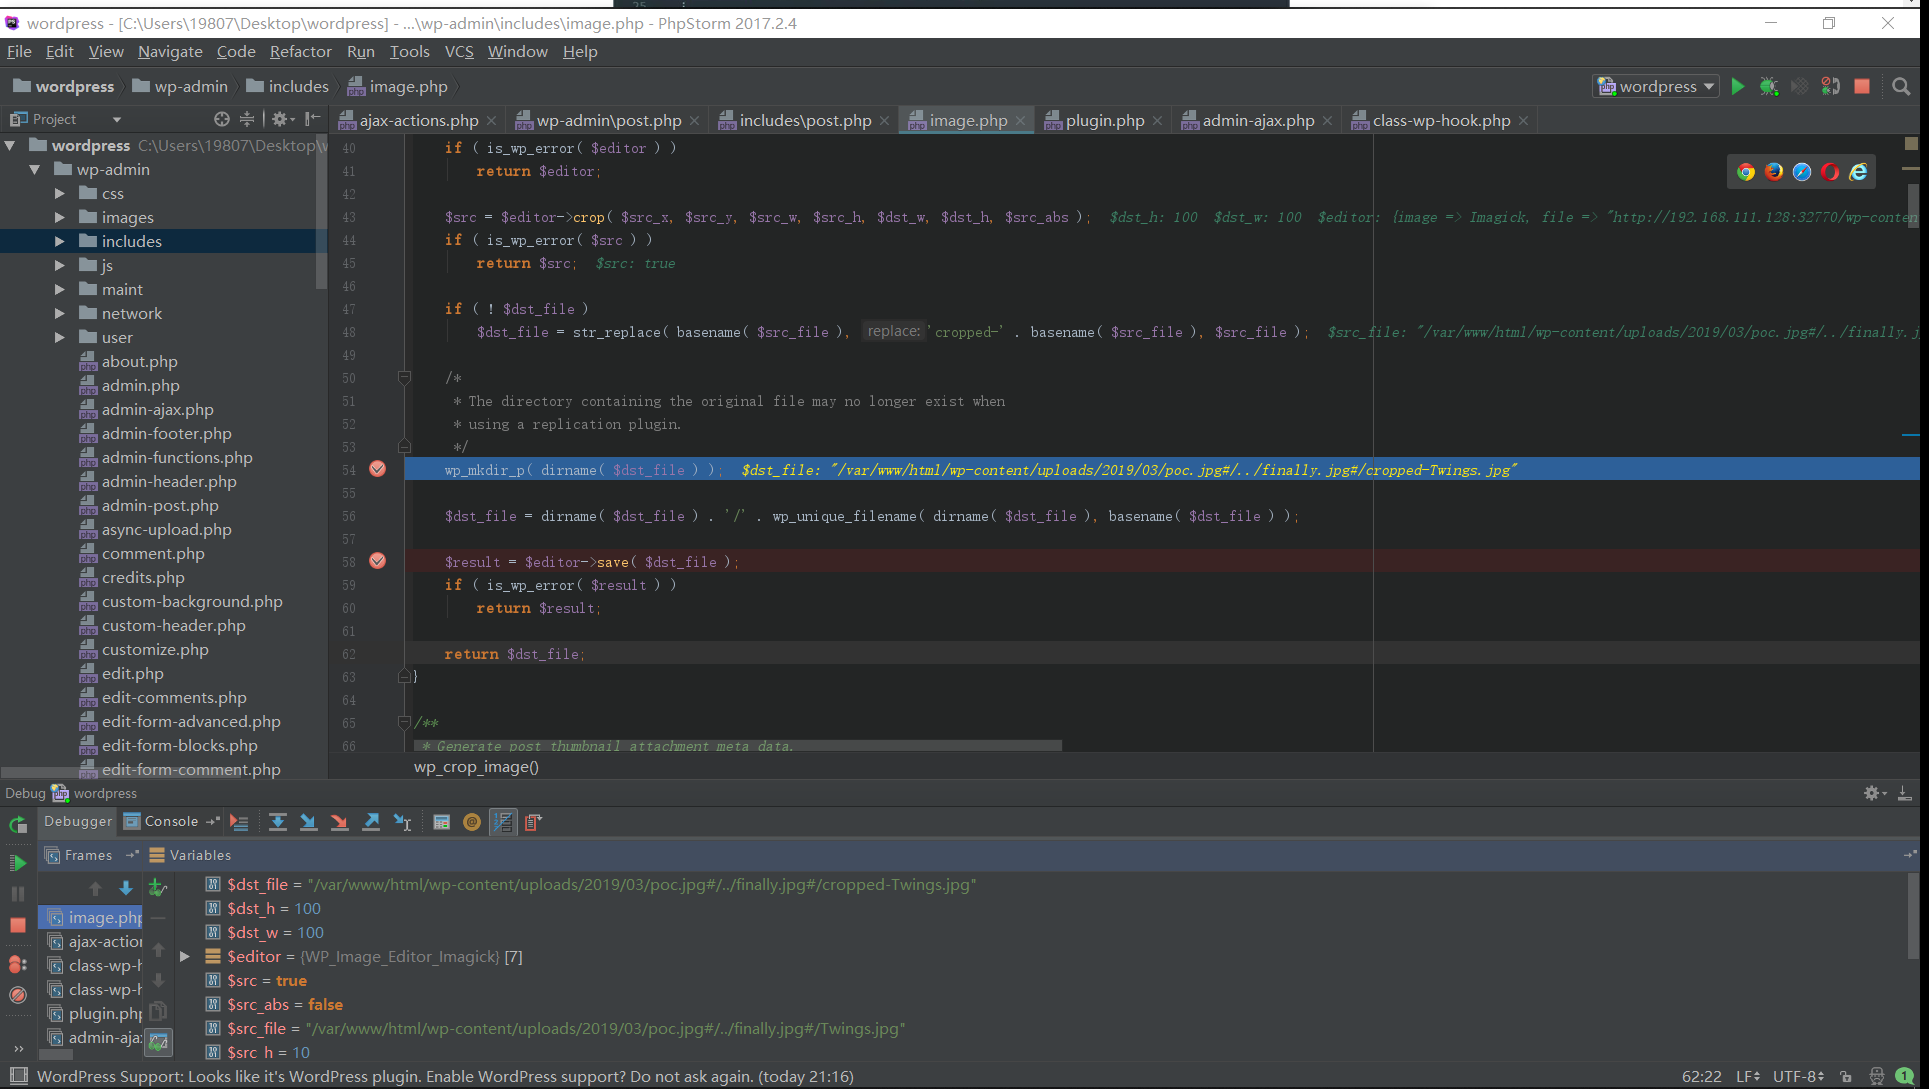 wordpress - [C:\Users\19807\Desktop\wordpress] - ...\wp-admin\includes\image.php - PhpStorm 2017.2.4
File Edit View Navigate Code Refactor Run Tools VCS Window Help
wordpress wp-admin includes image.php wordpress
Project ajax-actions.php wp-admin\post.php includes\post.php image.php plugin.php admin-ajax.php class-wp-hook.php
wordpress C:\Users\19807\Desktop\w
wp-admin
css
images
includes
js
maint
network
user
about.php
admin.php
admin-ajax.php
admin-footer.php
admin-functions.php
admin-header.php
admin-post.php
async-upload.php
comment.php
credits.php
custom-background.php
custom-header.php
customize.php
edit.php
edit-comments.php
edit-form-advanced.php
edit-form-blocks.php
edit-form-comment.php
40 if ( is_wp_error( $editor ) )
41 return $editor;
42
43 $src = $editor->crop( $src_x, $src_y, $src_w, $src_h, $dst_w, $dst_h, $src_abs ); $dst_h: 100 $dst_w: 100 $editor: {image => Imagick, file => "http://192.168.111.128:32770/wp-conten
44 if ( is_wp_error( $src ) )
45 return $src; $src: true
46
47 if ( ! $dst_file )
48 $dst_file = str_replace( basename( $src_file ), replace: 'cropped-' . basename( $src_file ), $src_file ); $src_file: "/var/www/html/wp-content/uploads/2019/03/poc.jpg#/../finally.j
49
50 /*
51 * The directory containing the original file may no longer exist when
52 * using a replication plugin.
53 */
54 wp_mkdir_p( dirname( $dst_file ) ); $dst_file: "/var/www/html/wp-content/uploads/2019/03/poc.jpg#/../finally.jpg#/cropped-Twings.jpg"
55
56 $dst_file = dirname( $dst_file ) . '/' . wp_unique_filename( dirname( $dst_file ), basename( $dst_file ) );
57
58 $result = $editor->save( $dst_file );
59 if ( is_wp_error( $result ) )
60 return $result;
61
62 return $dst_file;
63 }
64
65 /**
66 * Generate post thumbnail attachment meta data.
wp_crop_image()
Debug wordpress
Debugger Console
Frames Variables
image.php
ajax-action
class-wp-h
class-wp-h
plugin.php
admin-aja
$dst_file = "/var/www/html/wp-content/uploads/2019/03/poc.jpg#/../finally.jpg#/cropped-Twings.jpg"
$dst_h = 100
$dst_w = 100
$editor = {WP_Image_Editor_Imagick} [7]
$src = true
$src_abs = false
$src_file = "/var/www/html/wp-content/uploads/2019/03/poc.jpg#/../finally.jpg#/Twings.jpg"
$src_h = 10
WordPress Support: Looks like it's WordPress plugin. Enable WordPress support? Do not ask again. (today 21:16) 62:22 LF UTF-8 1